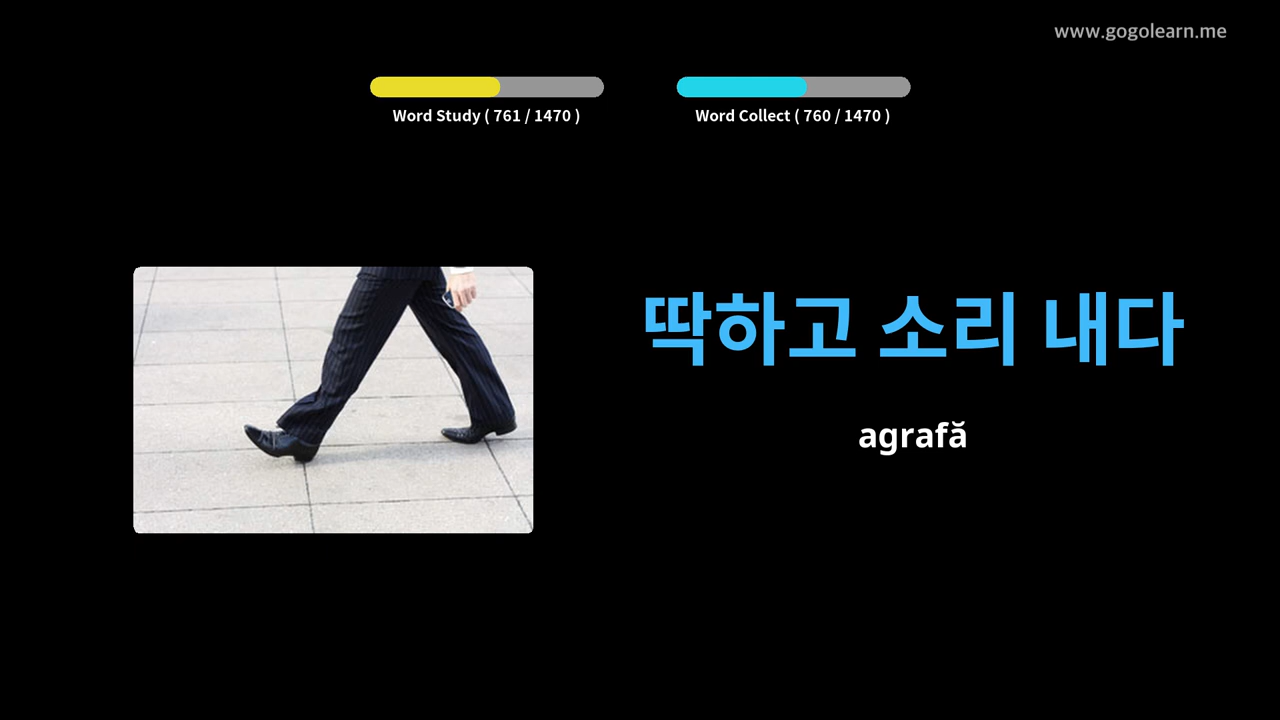 www.gogolearn.me
Word Study ( 761 / 1470 )
Word Collect ( 760 / 1470 )
딱하고 소리 내다
agrafă